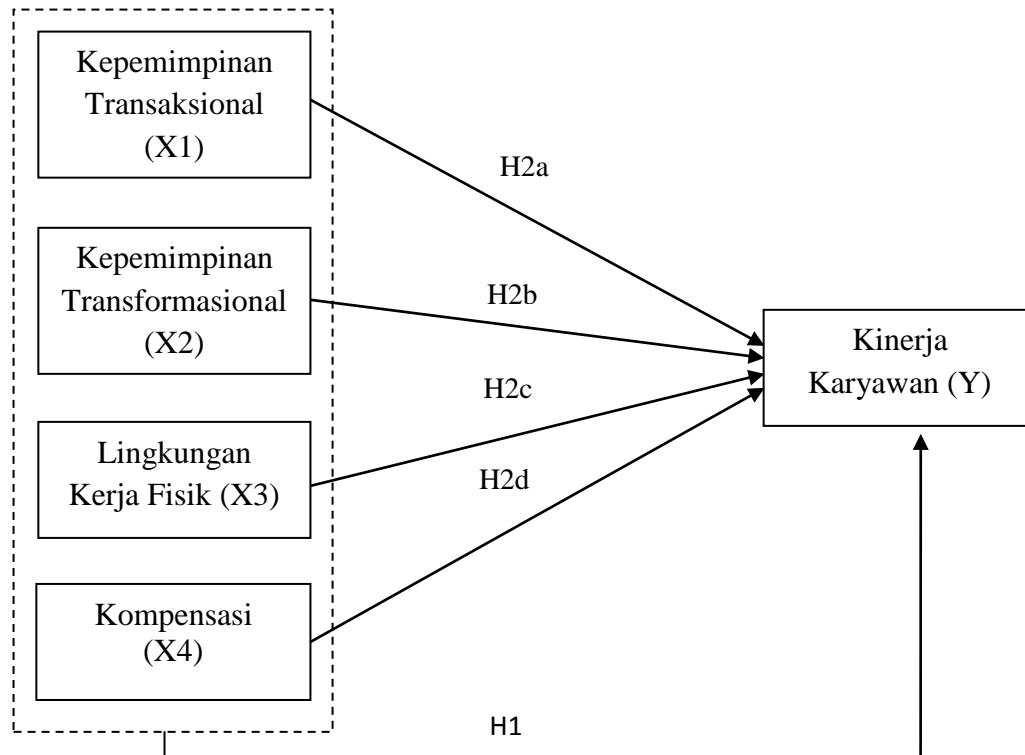 Kepemimpinan
Transaksional
(X1)
H2a
Kepemimpinan
Transformasional
(X2)
H2b
Kinerja
Karyawan (Y)
H2c
Lingkungan
Kerja Fisik (X3)
H2d
Kompensasi
(X4)
H1